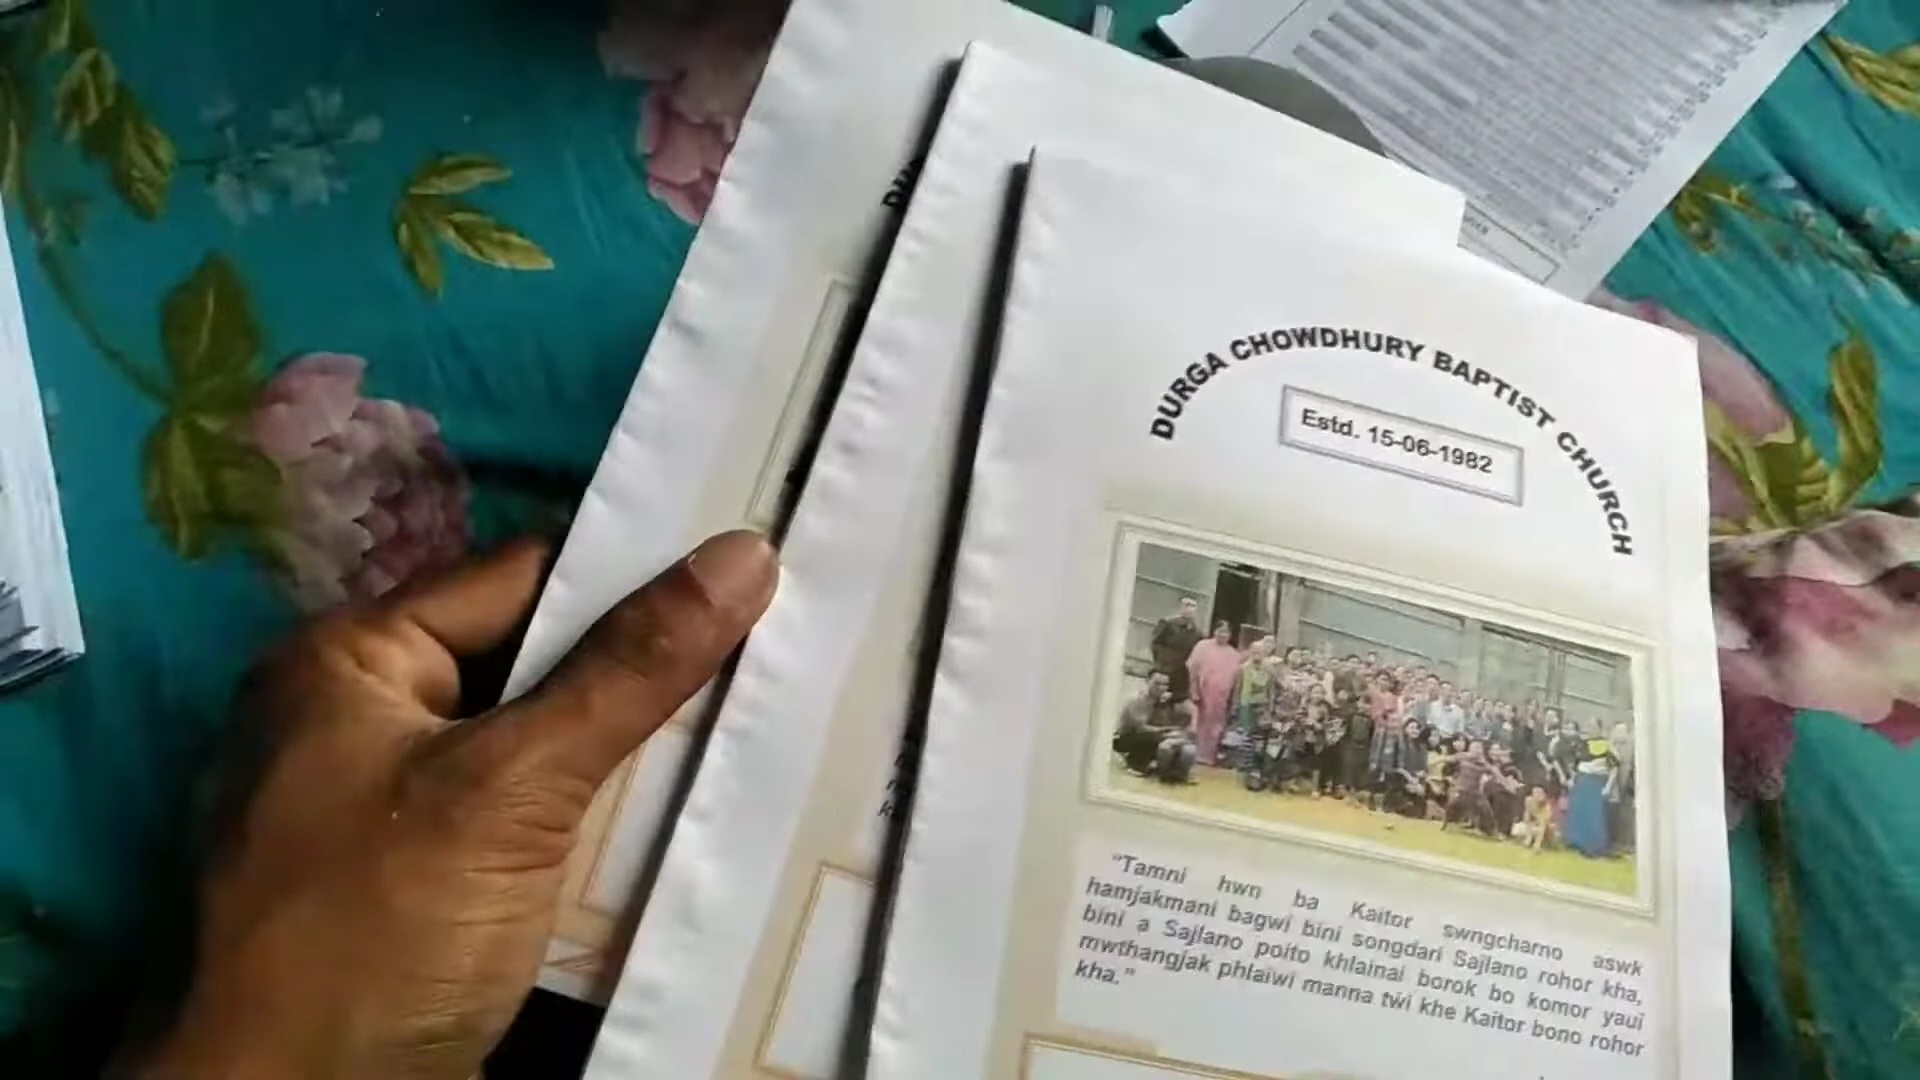 DURGA CHOWDHURY BAPTIST CHURCH
Estd. 15-06-1982
"Tamni hwn ba Kaitor swngcharno aswk
hamjakmani bagwi bini songdari Sajlano rohor kha,
bini a Sajlano poito khlainai borok bo komor yaui
mwthangjak phlaiwi manna twi khe Kaitor bono rohor
kha."